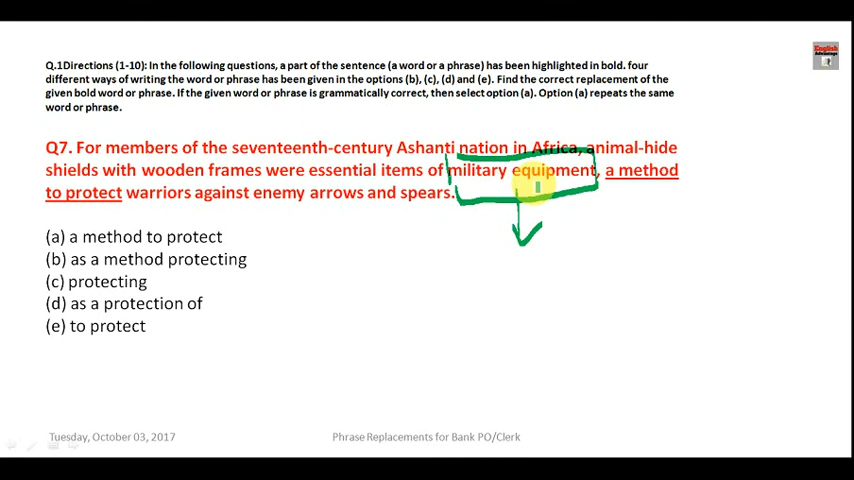 English
Advantage
Q.1Directions (1-10): In the following questions, a part of the sentence (a word or a phrase) has been highlighted in bold. four
different ways of writing the word or phrase has been given in the options (b), (c), (d) and (e). Find the correct replacement of the
given bold word or phrase. If the given word or phrase is grammatically correct, then select option (a). Option (a) repeats the same
word or phrase.
Q7. For members of the seventeenth-century Ashanti nation in Africa, animal-hide
shields with wooden frames were essential items of military equipment, a method
to protect warriors against enemy arrows and spears.
(a) a method to protect
(b) as a method protecting
(c) protecting
(d) as a protection of
(e) to protect
Tuesday, October 03, 2017
Phrase Replacements for Bank PO/Clerk